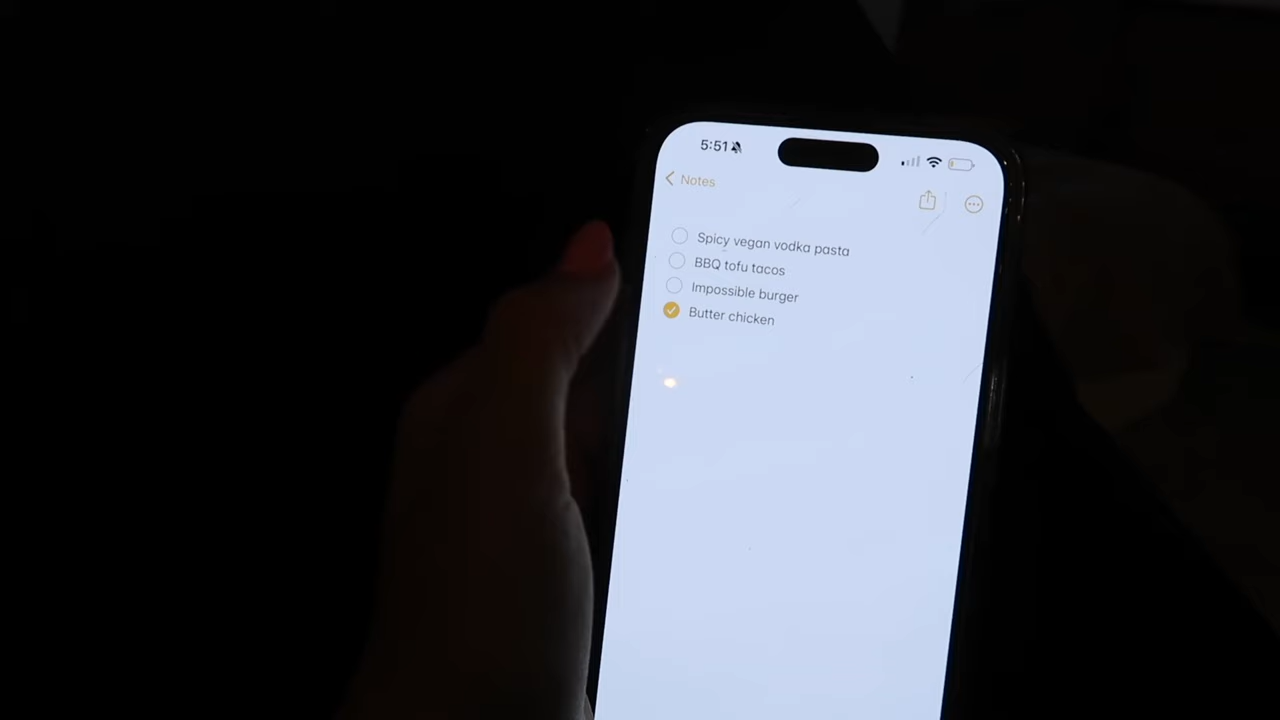 5:51
Notes
Spicy vegan vodka pasta
BBQ tofu tacos
Impossible burger
Butter chicken